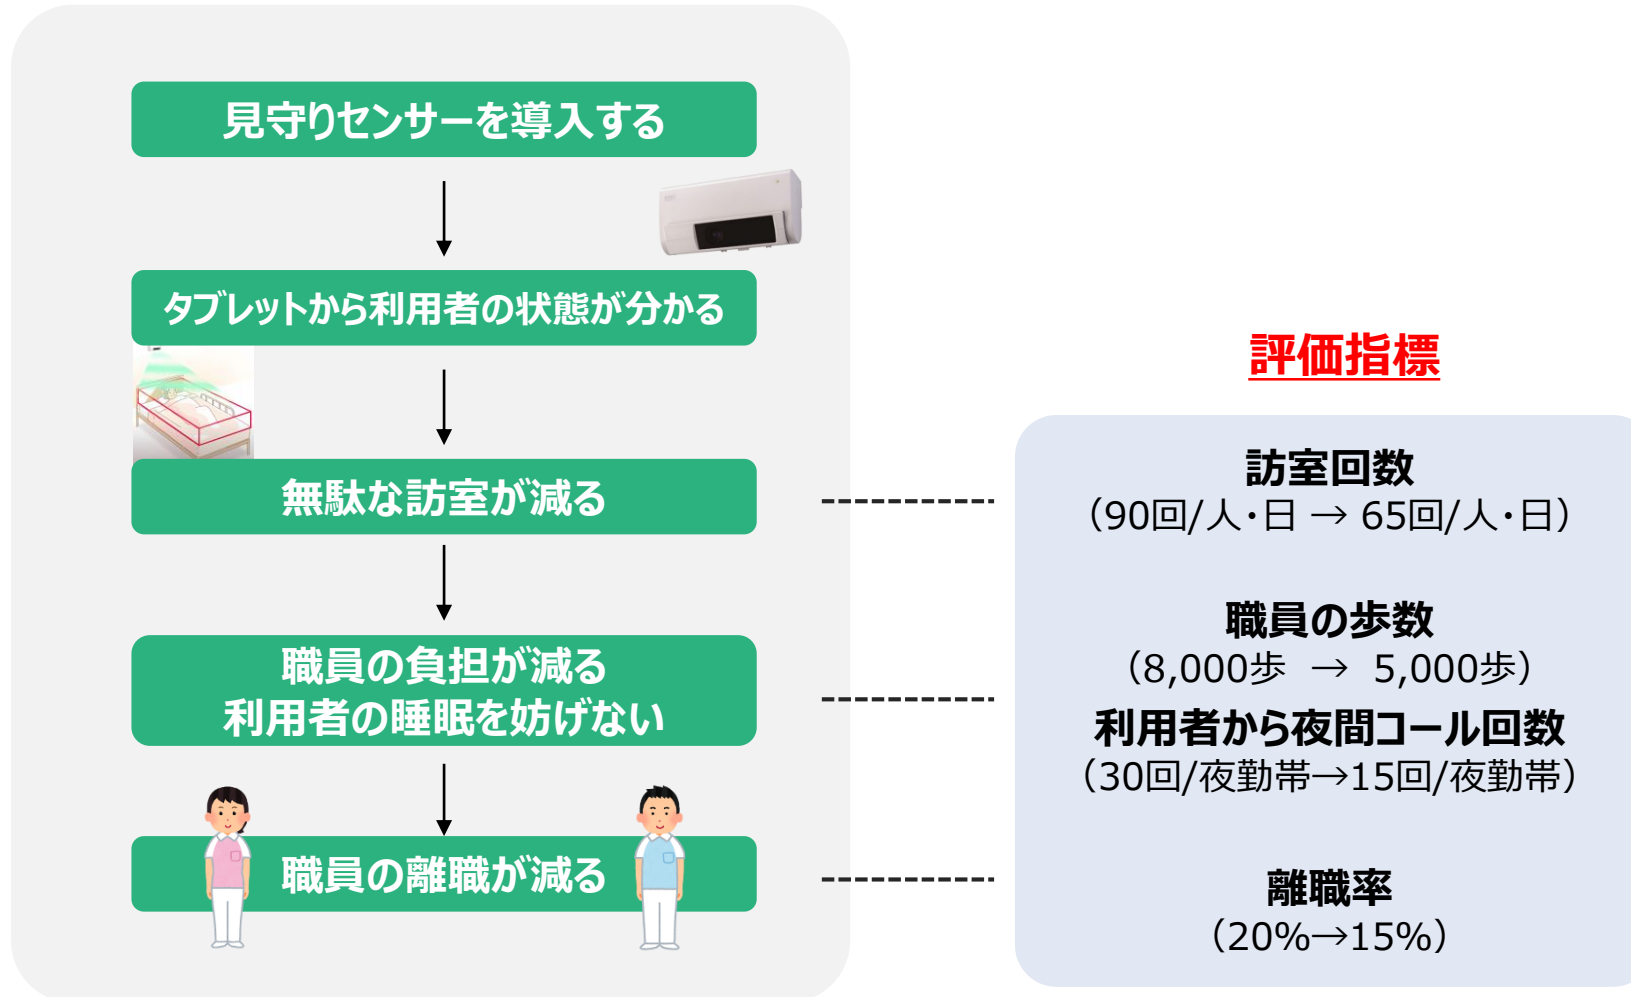 見守りセンサーを導入する
タブレットから利用者の状態が分かる
無駄な訪室が減る
職員の負担が減る
利用者の睡眠を妨げない
職員の離職が減る
評価指標
訪室回数
（90回/人・日 → 65回/人・日）
職員の歩数
（8,000歩 → 5,000歩）
利用者から夜間コール回数
（30回/夜勤帯→15回/夜勤帯）
離職率
（20%→15%）